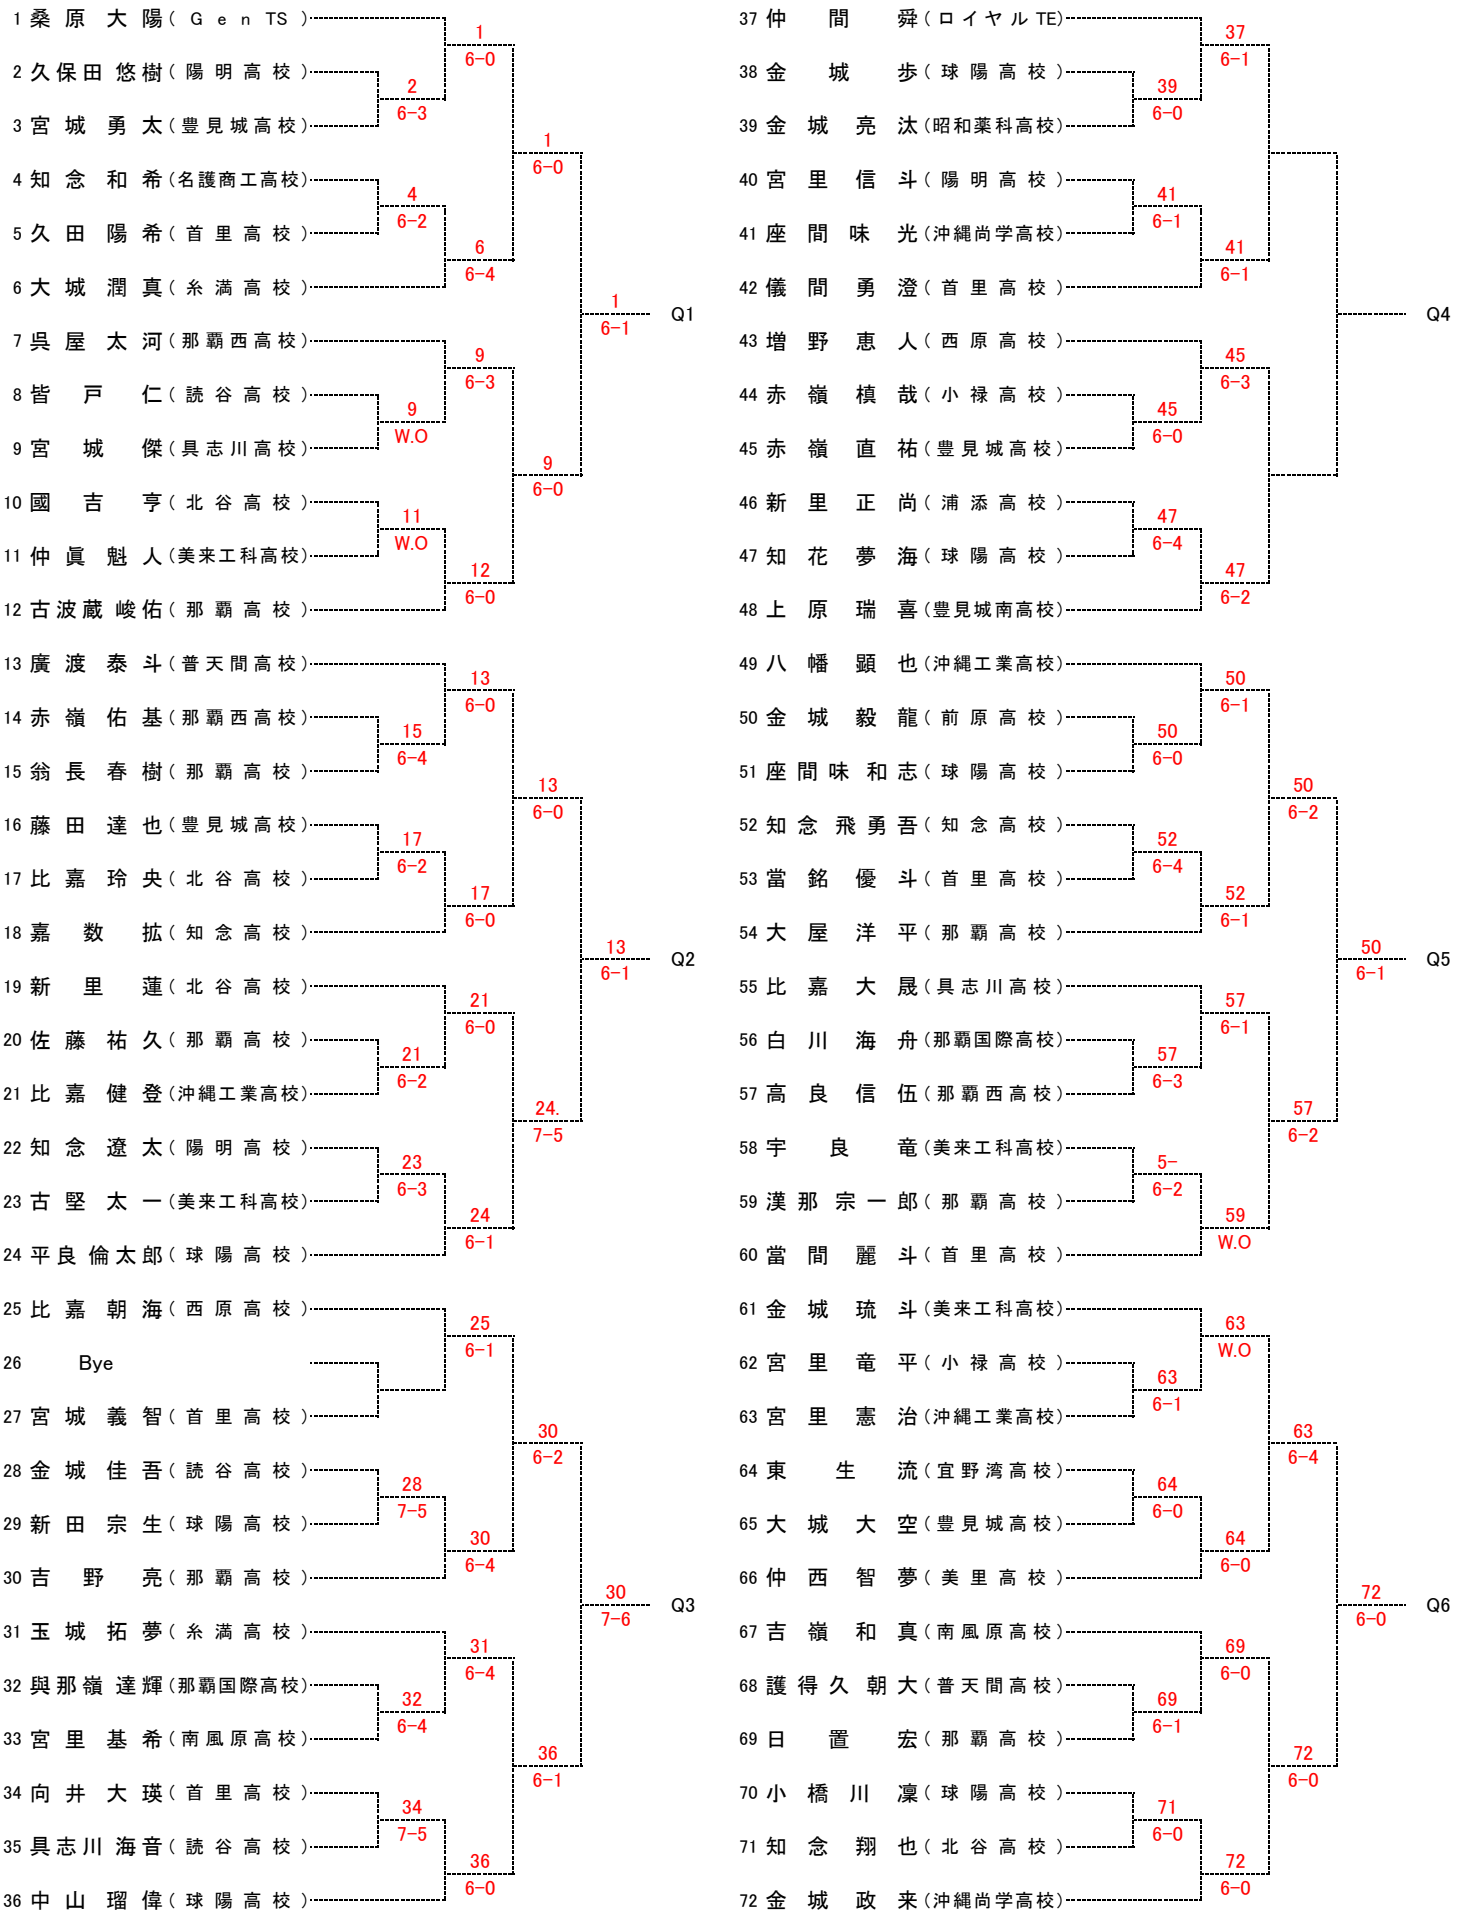 1 桑原大陽(Gen TS)
1
6-0
2 久保田悠樹(陽明高校)
2
6-3
3 宮城勇太(豊見城高校)
1
6-0
4 知念和希(名護商工高校)
4
6-2
5 久田陽希(首里高校)
6
6-4
6 大城潤真(糸満高校)
1
6-1
Q1
7 呉屋太河(那覇西高校)
9
6-3
8 皆戸仁(読谷高校)
9
W.O
9 宮城傑(具志川高校)
9
6-0
10 國吉亨(北谷高校)
11
W.O
11 仲眞魁人(美来工科高校)
12
6-0
12 古波蔵峻佑(那覇高校)
13 廣渡泰斗(普天間高校)
13
6-0
14 赤嶺佑基(那覇西高校)
15
6-4
15 翁長春樹(那覇高校)
13
6-0
16 藤田達也(豊見城高校)
17
6-2
17 比嘉玲央(北谷高校)
17
6-0
18 嘉数拡(知念高校)
13
6-1
Q2
19 新里蓮(北谷高校)
21
6-0
20 佐藤祐久(那覇高校)
21
6-2
21 比嘉健登(沖縄工業高校)
24.
7-5
22 知念遼太(陽明高校)
23
6-3
23 古堅太一(美来工科高校)
24
6-1
24 平良倫太郎(球陽高校)
25 比嘉朝海(西原高校)
25
6-1
26 Bye
27 宮城義智(首里高校)
30
6-2
28 金城佳吾(読谷高校)
28
7-5
29 新田宗生(球陽高校)
30
6-4
30 吉野亮(那覇高校)
30
7-6
Q3
31 玉城拓夢(糸満高校)
31
6-4
32 與那嶺達輝(那覇国際高校)
32
6-4
33 宮里基希(南風原高校)
36
6-1
34 向井大瑛(首里高校)
34
7-5
35 具志川海音(読谷高校)
36
6-0
36 中山瑠偉(球陽高校)
37 仲間舜(ロイヤルTE)
37
6-1
38 金城歩(球陽高校)
39
6-0
39 金城亮汰(昭和薬科高校)
40 宮里信斗(陽明高校)
41
6-1
41 座間味光(沖縄尚学高校)
41
6-1
42 儀間勇澄(首里高校)
Q4
43 増野恵人(西原高校)
45
6-3
44 赤嶺槙哉(小禄高校)
45
6-0
45 赤嶺直祐(豊見城高校)
46 新里正尚(浦添高校)
47
6-4
47 知花夢海(球陽高校)
47
6-2
48 上原瑞喜(豊見城南高校)
49 八幡顕也(沖縄工業高校)
50
6-1
50 金城毅龍(前原高校)
50
6-0
51 座間味和志(球陽高校)
50
6-2
52 知念飛勇吾(知念高校)
52
6-4
53 當銘優斗(首里高校)
52
6-1
54 大屋洋平(那覇高校)
50
6-1
Q5
55 比嘉大晟(具志川高校)
57
6-1
56 白川海舟(那覇国際高校)
57
6-3
57 高良信伍(那覇西高校)
57
6-2
58 宇良竜(美来工科高校)
5-
6-2
59 漢那宗一郎(那覇高校)
59
W.O
60 當間麗斗(首里高校)
61 金城琉斗(美来工科高校)
63
W.O
62 宮里竜平(小禄高校)
63
6-1
63 宮里憲治(沖縄工業高校)
63
6-4
64 東生流(宜野湾高校)
64
6-0
65 大城大空(豊見城高校)
64
6-0
66 仲西智夢(美里高校)
72
6-0
Q6
67 吉嶺和真(南風原高校)
69
6-0
68 護得久朝大(普天間高校)
69
6-1
69 日置宏(那覇高校)
72
6-0
70 小橋川凜(球陽高校)
71
6-0
71 知念翔也(北谷高校)
72
6-0
72 金城政来(沖縄尚学高校)